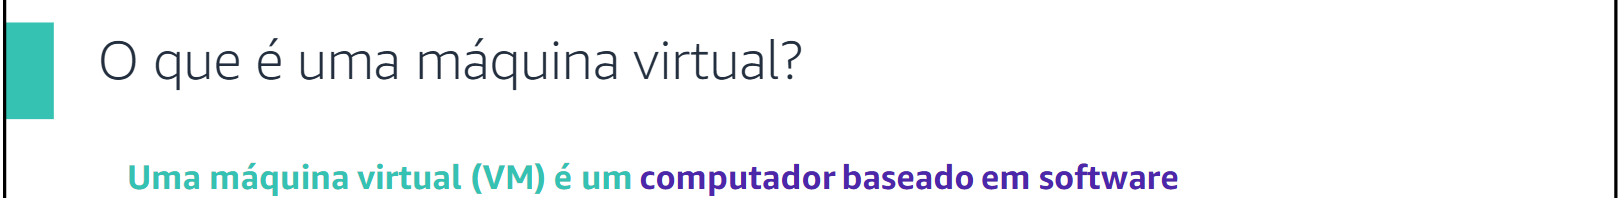 O que é uma máquina virtual?
Uma máquina virtual (VM) é um computador baseado em software